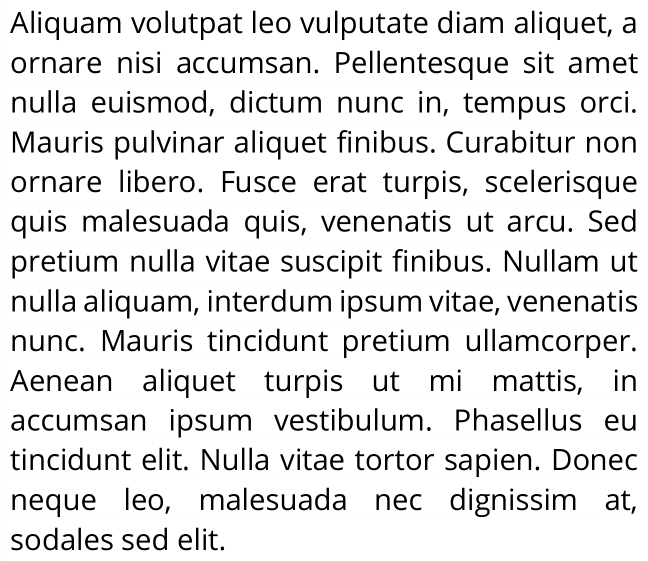 Aliquam volutpat leo vulputate diam aliquet, a
ornare nisi accumsan. Pellentesque sit amet
nulla euismod, dictum nunc in, tempus orci.
Mauris pulvinar aliquet finibus. Curabitur non
ornare libero. Fusce erat turpis, scelerisque
quis malesuada quis, venenatis ut arcu. Sed
pretium nulla vitae suscipit finibus. Nullam ut
nulla aliquam, interdum ipsum vitae, venenatis
nunc. Mauris tincidunt pretium ullamcorper.
Aenean aliquet turpis ut mi mattis, in
accumsan ipsum vestibulum. Phasellus eu
tincidunt elit. Nulla vitae tortor sapien. Donec
neque leo, malesuada nec dignissim at,
sodales sed elit.